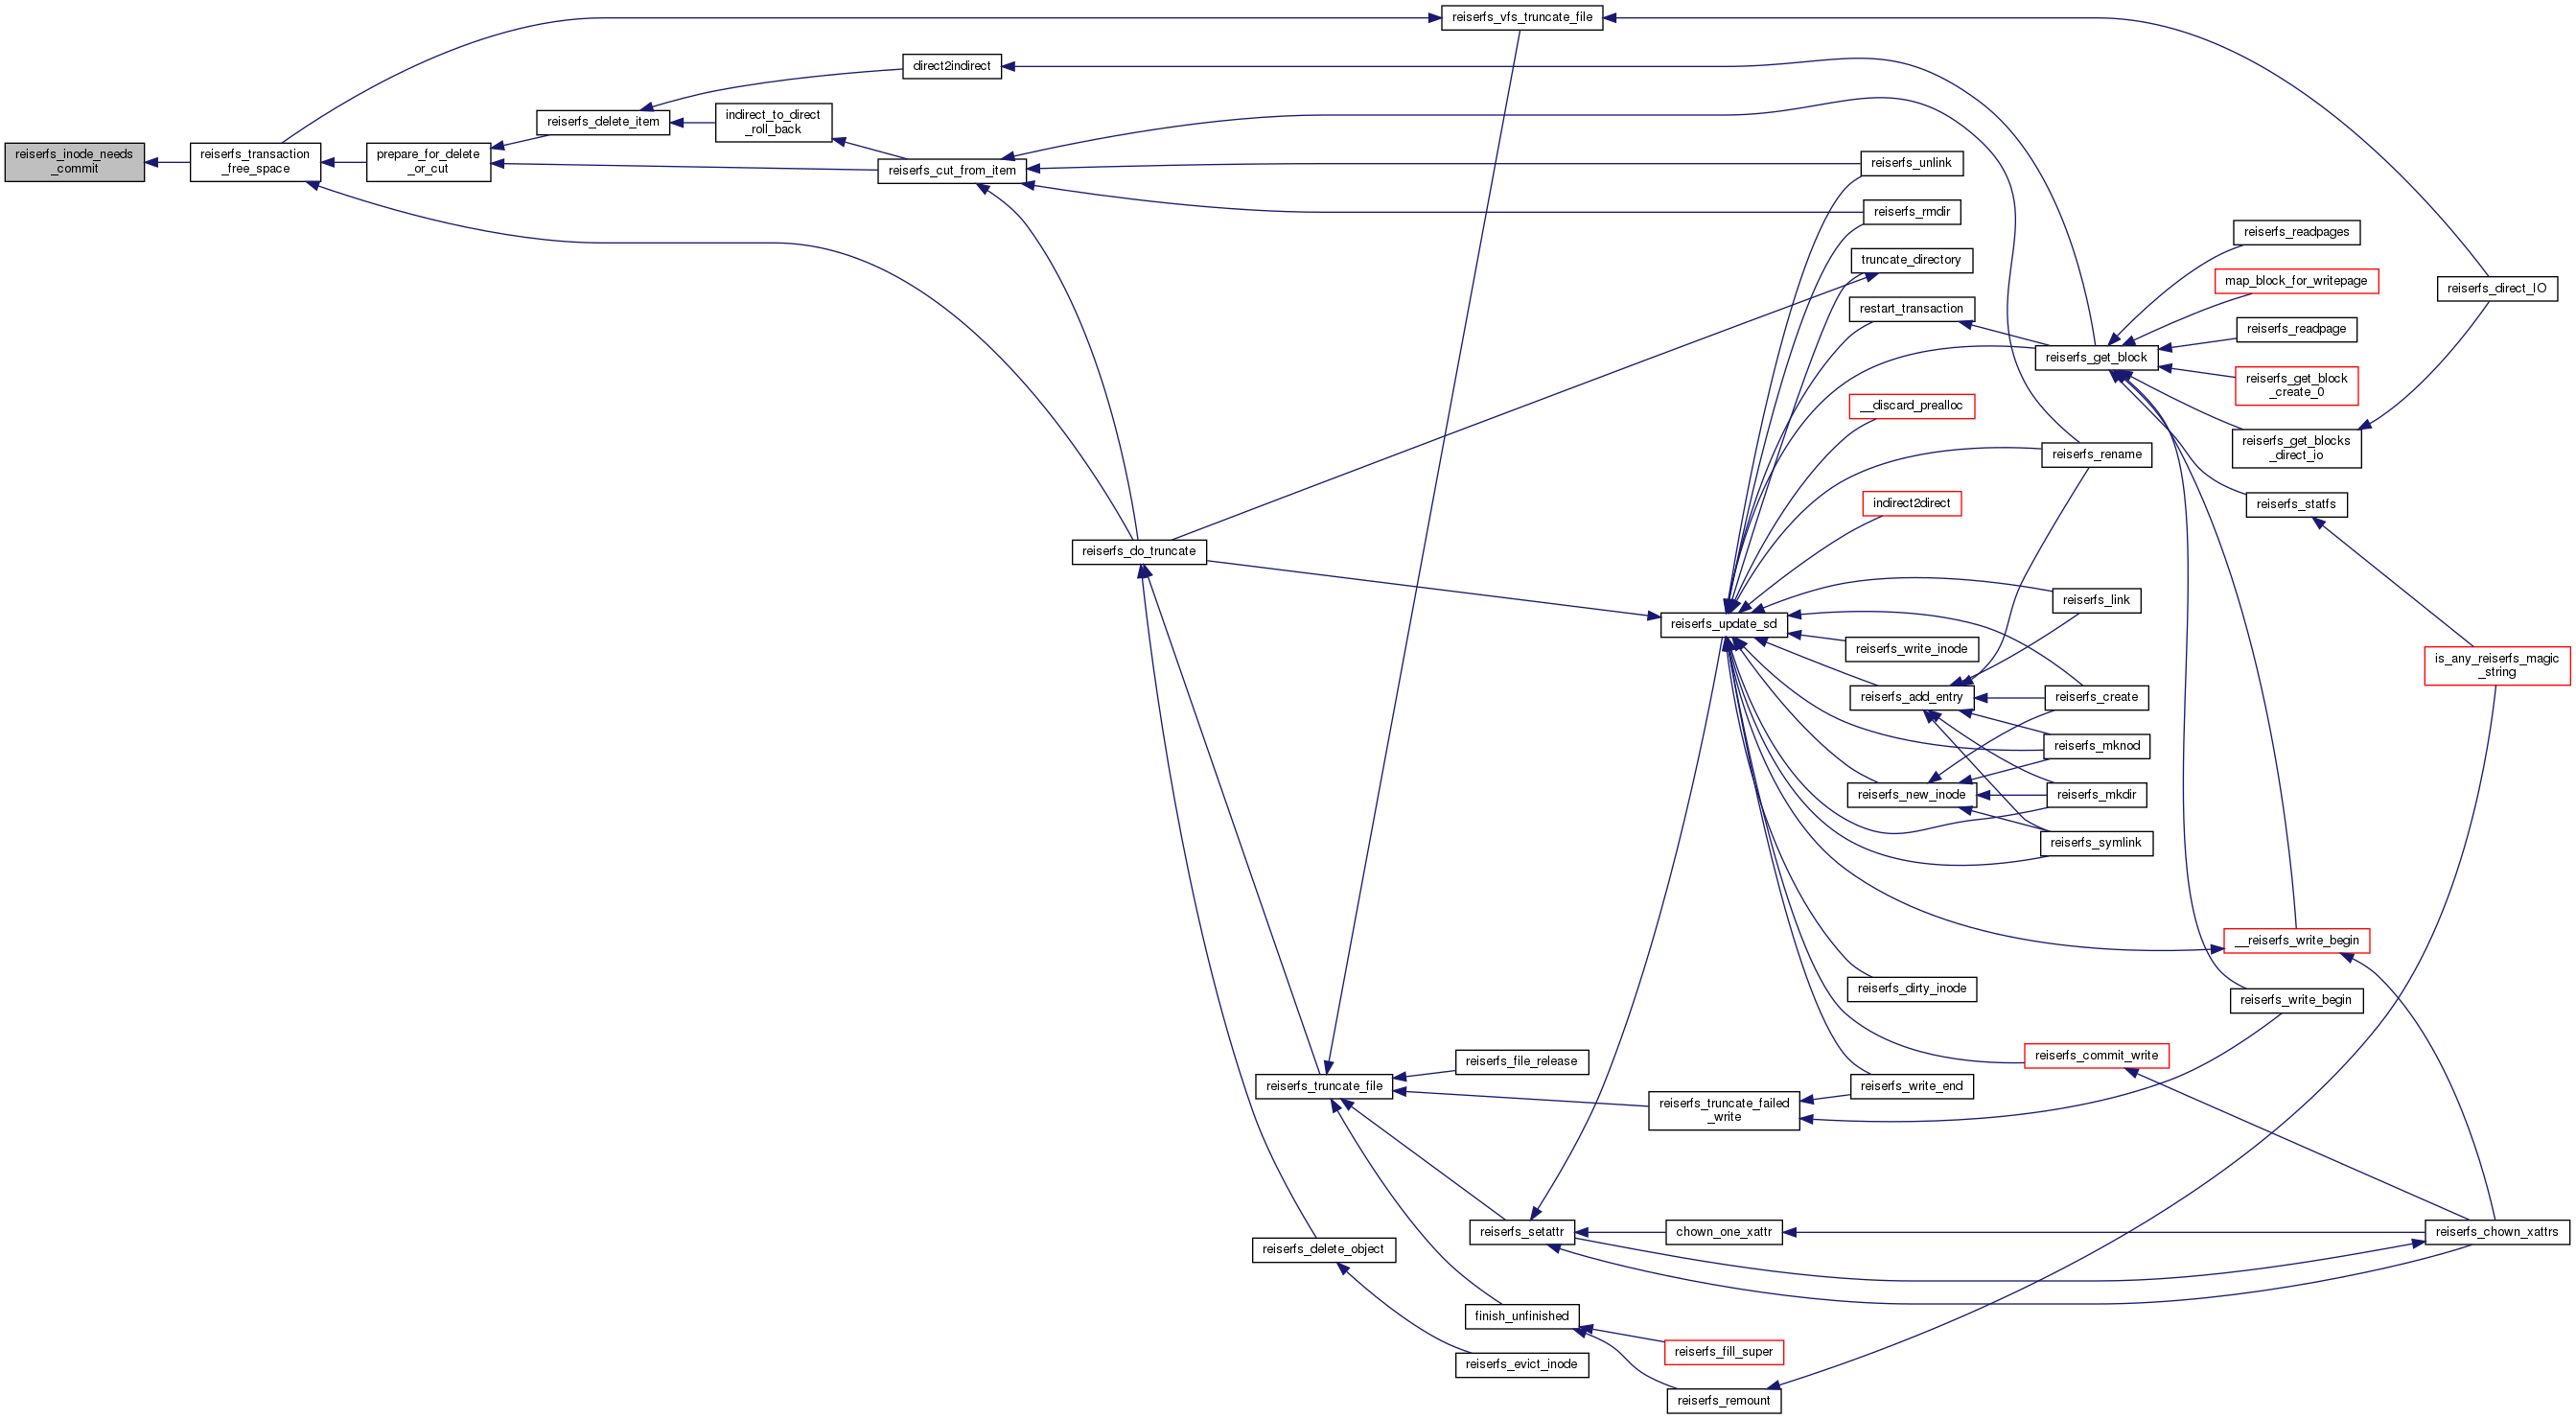 reiserfs_vfs_truncate_file
direct2indirect
reiserfs_delete_item
indirect_to_direct
_roll_back
reiserfs_inode_needs
_commit
reiserfs_transaction
_free_space
prepare_for_delete
_or_cut
reiserfs_cut_from_item
reiserfs_unlink
reiserfs_rmdir
truncate_directory
restart_transaction
reiserfs_readpages
map_block_for_writepage
reiserfs_direct_IO
reiserfs_readpage
reiserfs_get_block
reiserfs_get_block
_create_0
__discard_prealloc
reiserfs_get_blocks
_direct_io
reiserfs_rename
indirect2direct
reiserfs_statfs
reiserfs_do_truncate
reiserfs_link
reiserfs_update_sd
reiserfs_write_inode
is_any_reiserfs_magic
_string
reiserfs_add_entry
reiserfs_create
reiserfs_mknod
reiserfs_new_inode
reiserfs_mkdir
reiserfs_symlink
__reiserfs_write_begin
reiserfs_dirty_inode
reiserfs_write_begin
reiserfs_file_release
reiserfs_commit_write
reiserfs_truncate_file
reiserfs_write_end
reiserfs_truncate_failed
_write
reiserfs_setattr
chown_one_xattr
reiserfs_chown_xattrs
reiserfs_delete_object
finish_unfinished
reiserfs_fill_super
reiserfs_evict_inode
reiserfs_remount